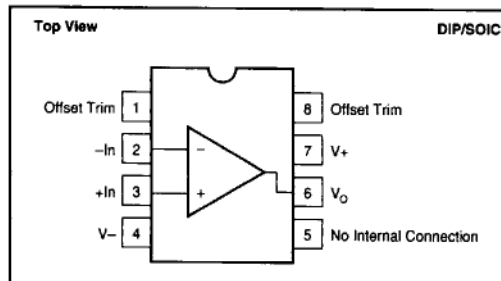 Top View DIP/SOIC
Offset Trim 1 8 Offset Trim
–In 2 – 7 V+
+In 3 + 6 VO
V– 4 5 No Internal Connection